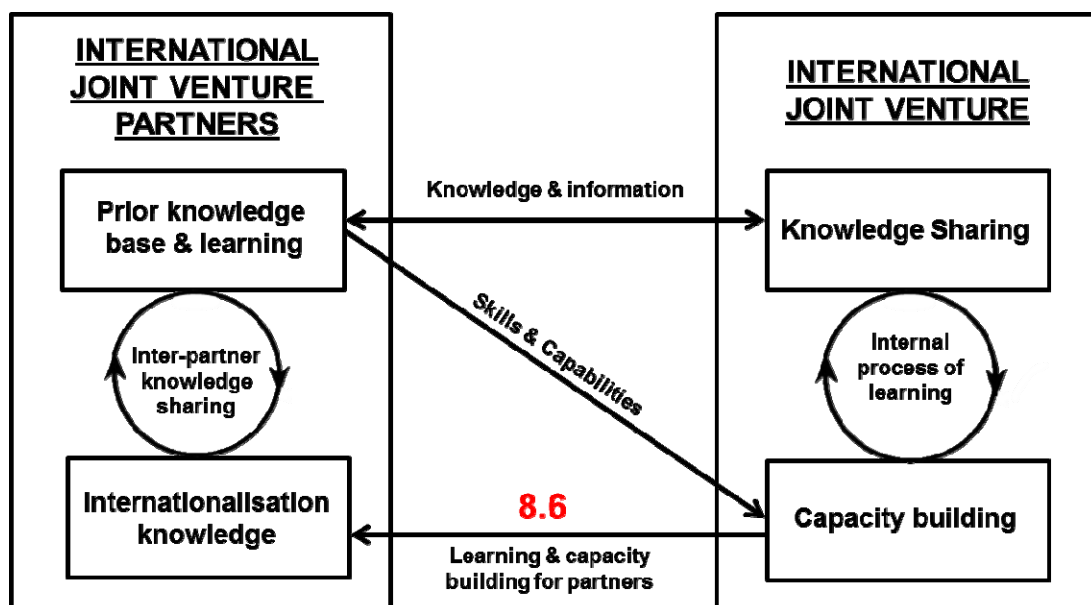 INTERNATIONAL
JOINT VENTURE
PARTNERS
Prior knowledge
base & learning
Inter-partner
knowledge
sharing
Internationalisation
knowledge
Knowledge & information
Skills & Capabilities
8.6
Learning & capacity
building for partners
INTERNATIONAL
JOINT VENTURE
Knowledge Sharing
Internal
process of
learning
Capacity building